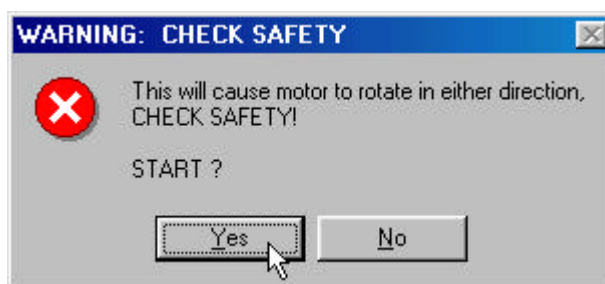 WARNING: CHECK SAFETY
This will cause motor to rotate in either direction,
CHECK SAFETY!
START ?
Yes No